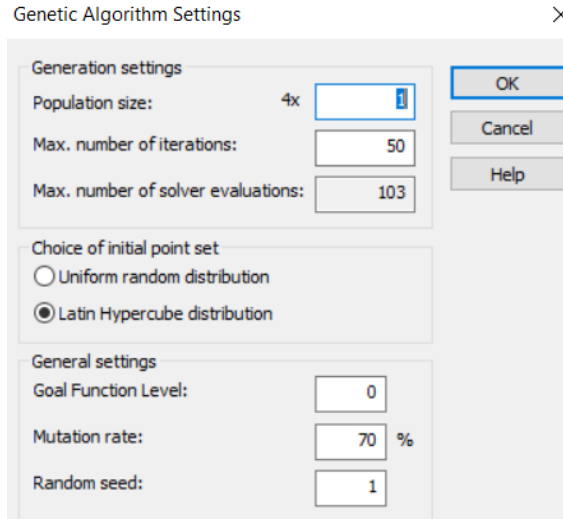 Genetic Algorithm Settings
Generation settings
Population size: 4x 1
Max. number of iterations: 50
Max. number of solver evaluations: 103
OK
Cancel
Help
Choice of initial point set
Uniform random distribution
Latin Hypercube distribution
General settings
Goal Function Level: 0
Mutation rate: 70 %
Random seed: 1